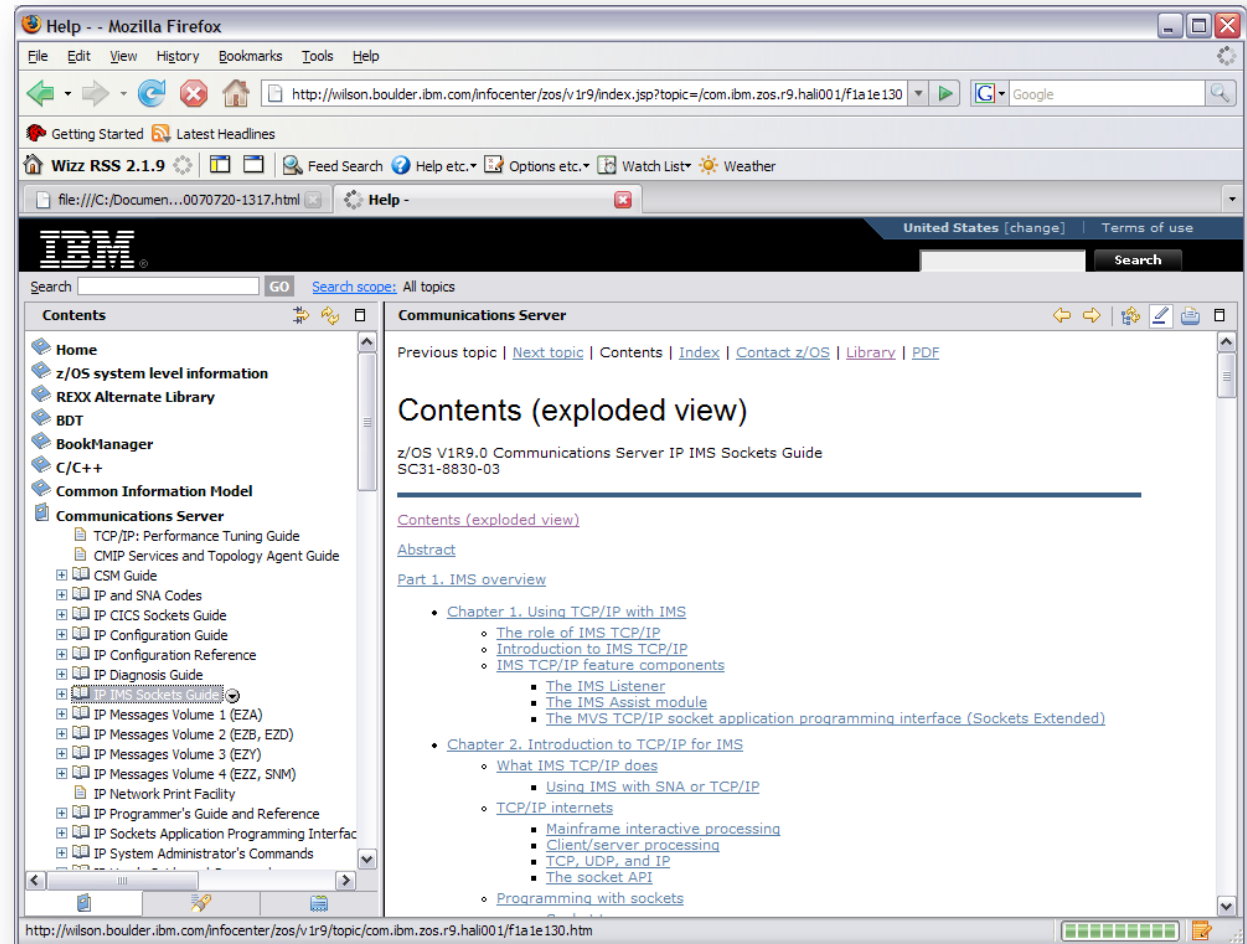 Help - - Mozilla Firefox
File Edit View History Bookmarks Tools Help
http://wilson.boulder.ibm.com/infocenter/zos/v1r9/index.jsp?topic=/com.ibm.zos.r9.hali001/f1a1e130
G Google
Getting Started Latest Headlines
Wizz RSS 2.1.9 Feed Search Help etc. Options etc. Watch List Weather
file:///C:/Documen...0070720-1317.html Help -
United States [change] | Terms of use
IBM®
Search
Search GO Search scope: All topics
Contents
Home
z/OS system level information
REXX Alternate Library
BDT
BookManager
C/C++
Common Information Model
Communications Server
TCP/IP: Performance Tuning Guide
CMIP Services and Topology Agent Guide
CSM Guide
IP and SNA Codes
IP CICS Sockets Guide
IP Configuration Guide
IP Configuration Reference
IP Diagnosis Guide
IP IMS Sockets Guide
IP Messages Volume 1 (EZA)
IP Messages Volume 2 (EZB, EZD)
IP Messages Volume 3 (EZY)
IP Messages Volume 4 (EZZ, SNM)
IP Network Print Facility
IP Programmer's Guide and Reference
IP Sockets Application Programming Interfac
IP System Administrator's Commands
Communications Server
Previous topic | Next topic | Contents | Index | Contact z/OS | Library | PDF
Contents (exploded view)
z/OS V1R9.0 Communications Server IP IMS Sockets Guide
SC31-8830-03
Contents (exploded view)
Abstract
Part 1. IMS overview
Chapter 1. Using TCP/IP with IMS
The role of IMS TCP/IP
Introduction to IMS TCP/IP
IMS TCP/IP feature components
The IMS Listener
The IMS Assist module
The MVS TCP/IP socket application programming interface (Sockets Extended)
Chapter 2. Introduction to TCP/IP for IMS
What IMS TCP/IP does
Using IMS with SNA or TCP/IP
TCP/IP internets
Mainframe interactive processing
Client/server processing
TCP, UDP, and IP
The socket API
Programming with sockets
http://wilson.boulder.ibm.com/infocenter/zos/v1r9/topic/com.ibm.zos.r9.hali001/f1a1e130.htm